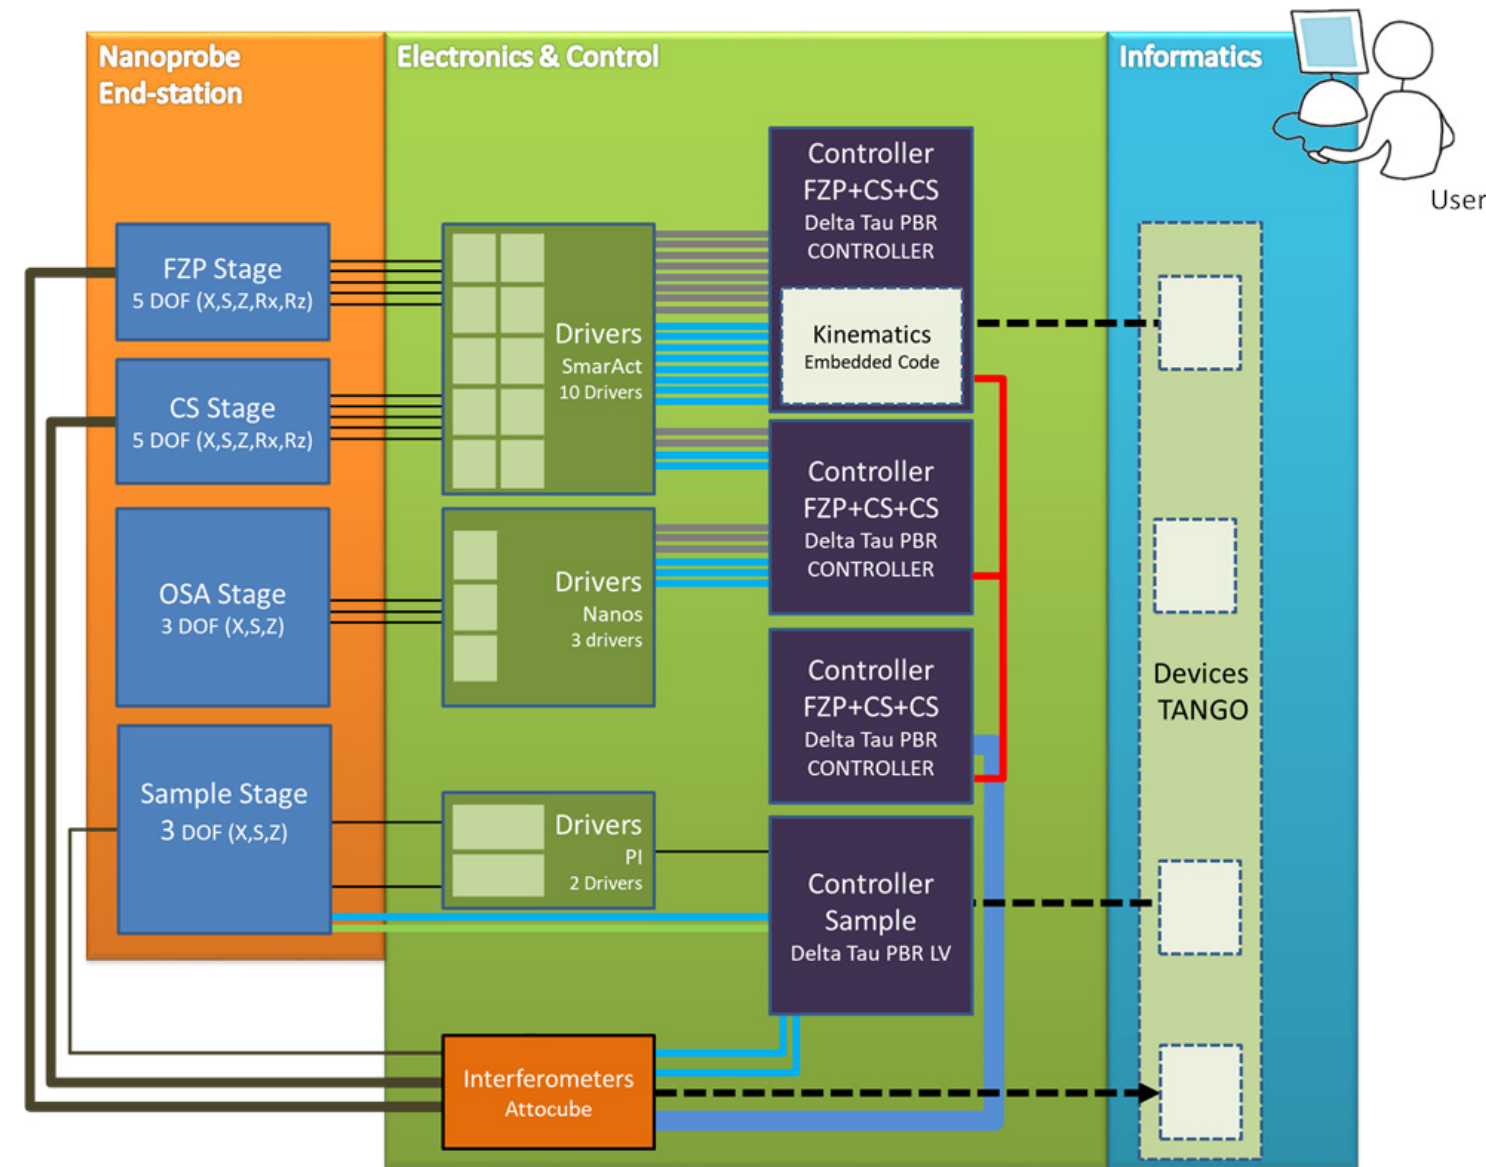 Nanoprobe
End-station
Electronics & Control
Informatics
User
FZP Stage
5 DOF (X,S,Z,Rx,Rz)
CS Stage
5 DOF (X,S,Z,Rx,Rz)
OSA Stage
3 DOF (X,S,Z)
Sample Stage
3 DOF (X,S,Z)
Drivers
SmarAct
10 Drivers
Drivers
Nanos
3 drivers
Drivers
PI
2 Drivers
Interferometers
Attocube
Controller
FZP+CS+CS
Delta Tau PBR
CONTROLLER
Kinematics
Embedded Code
Controller
FZP+CS+CS
Delta Tau PBR
CONTROLLER
Controller
FZP+CS+CS
Delta Tau PBR
CONTROLLER
Controller
Sample
Delta Tau PBR LV
Devices
TANGO